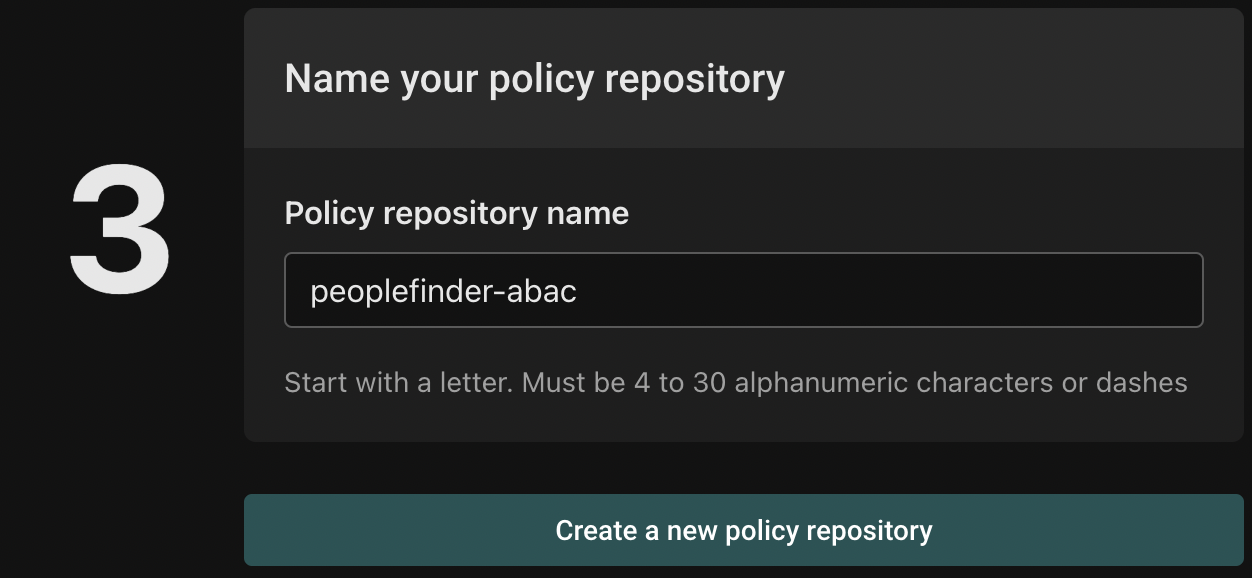 3
Name your policy repository
Policy repository name
peoplefinder-abac
Start with a letter. Must be 4 to 30 alphanumeric characters or dashes
Create a new policy repository